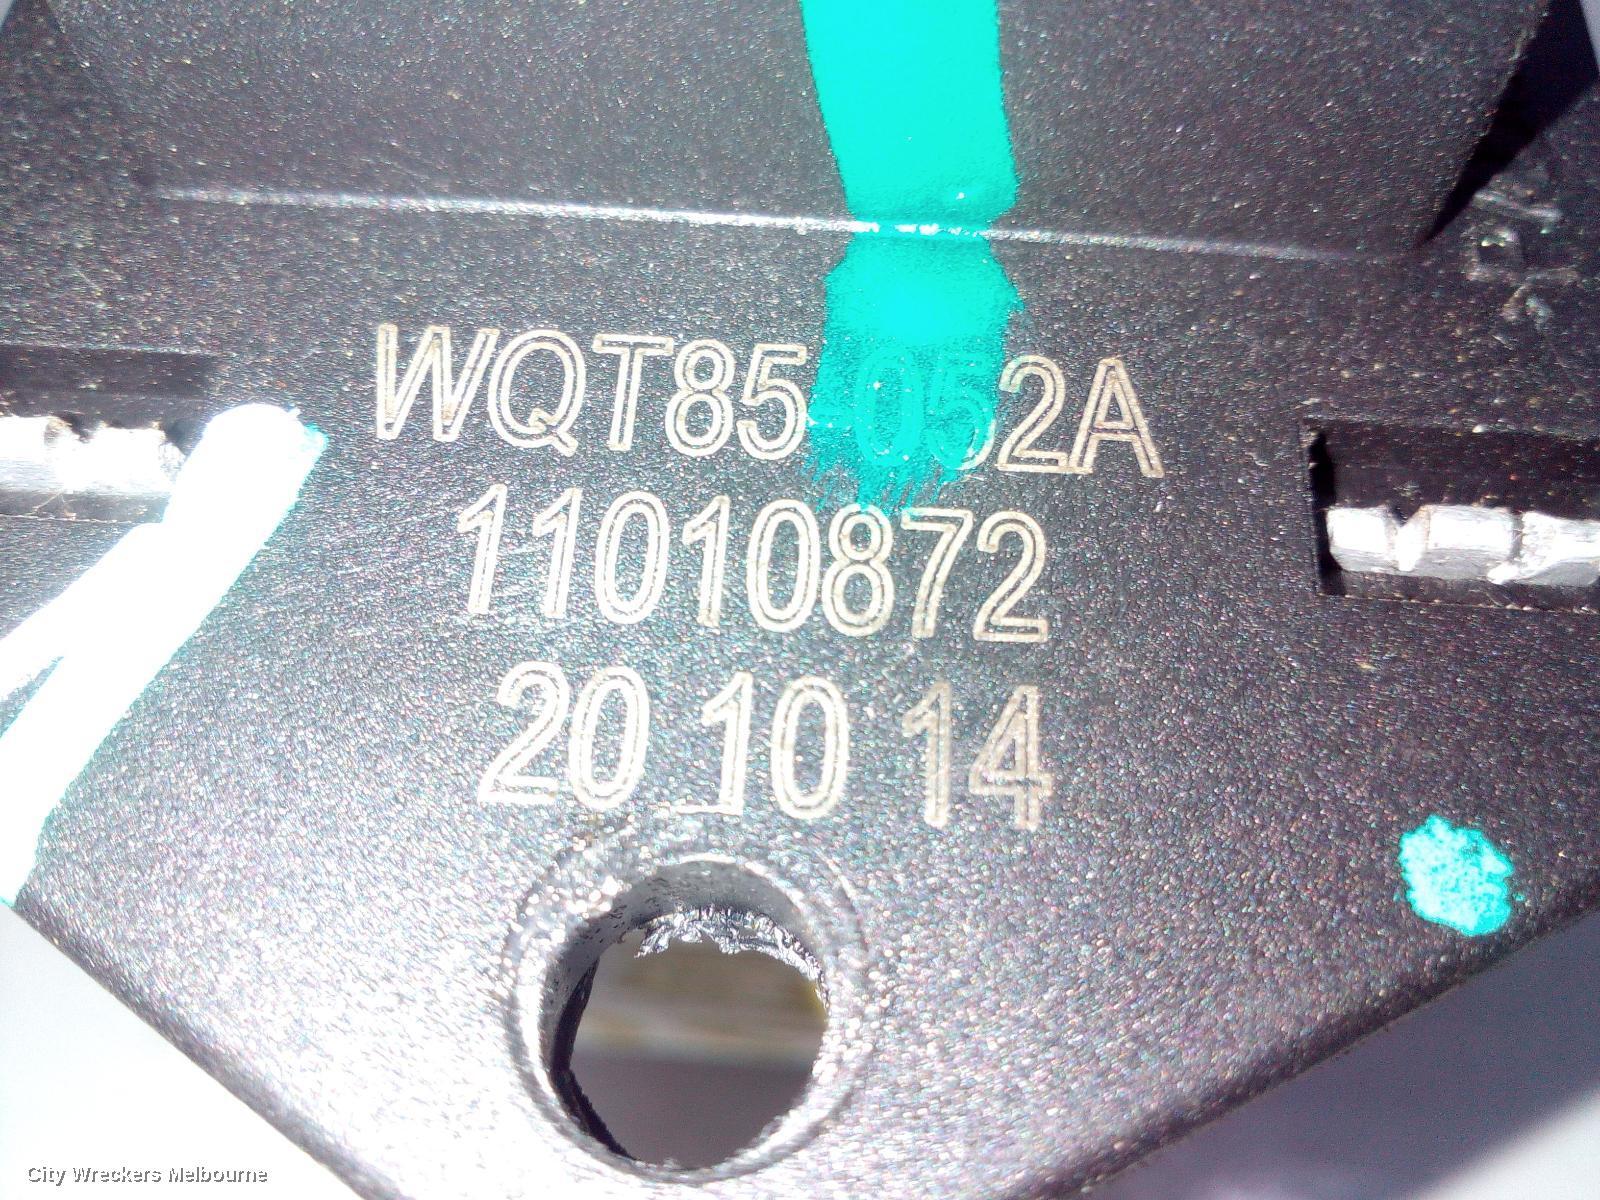 WQT85-052A
11010872
20 10 14
City Wreckers Melbourne